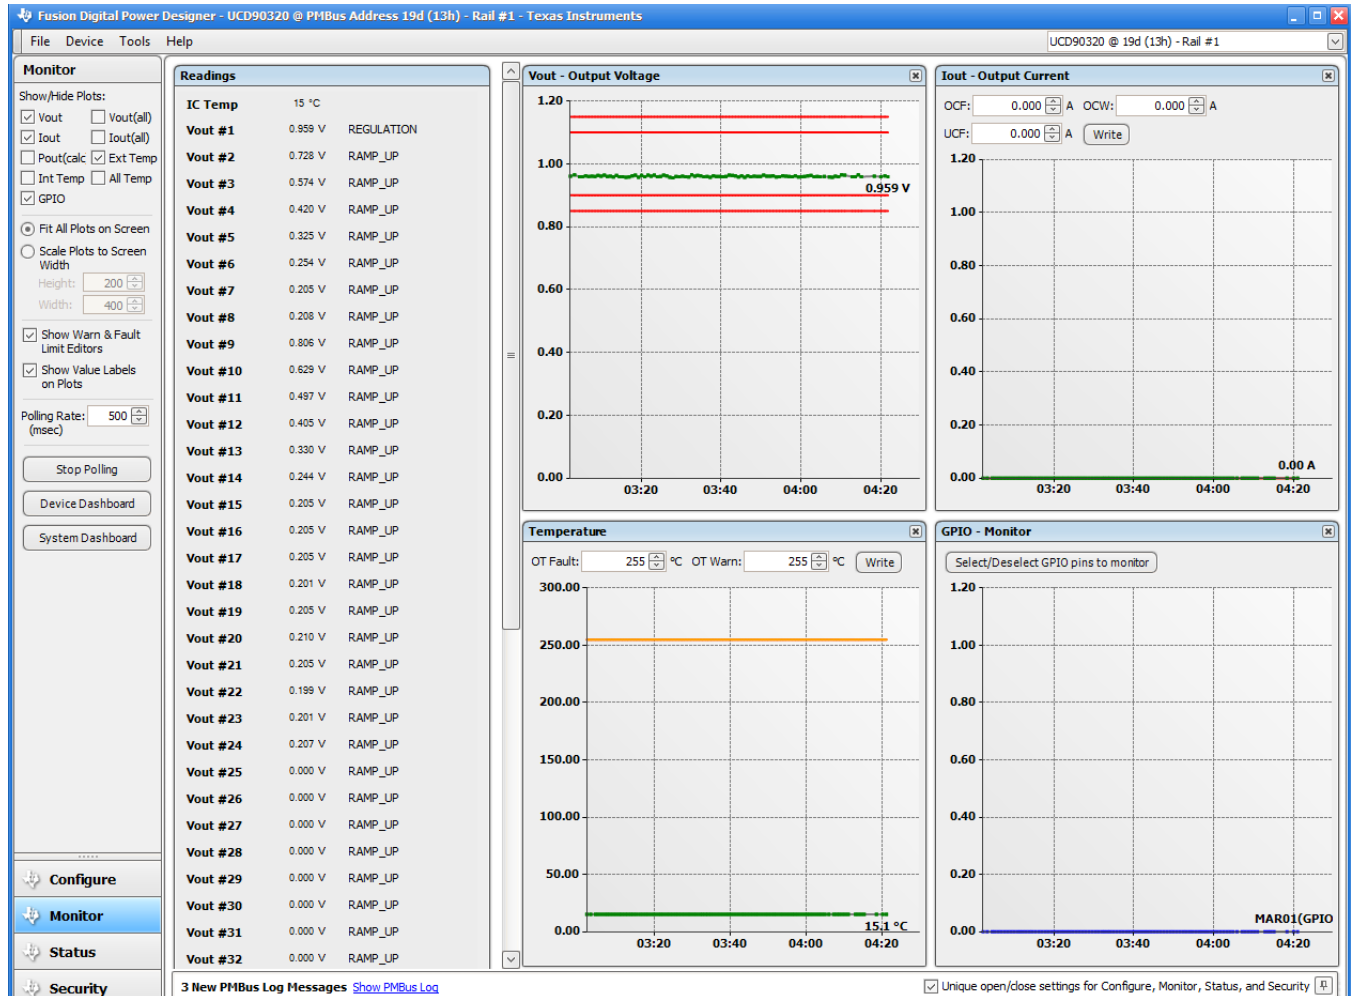 Fusion Digital Power Designer - UCD90320 @ PMBus Address 19d (13h) - Rail #1 - Texas Instruments
File Device Tools Help
UCD90320 @ 19d (13h) - Rail #1
Monitor
Show/Hide Plots:
Vout Vout(all)
Iout Iout(all)
Pout(calc Ext Temp
Int Temp All Temp
GPIO
Fit All Plots on Screen
Scale Plots to Screen
Width
Height: 200
Width: 400
Show Warn & Fault
Limit Editors
Show Value Labels
on Plots
Polling Rate: 500
(msec)
Stop Polling
Device Dashboard
System Dashboard
Configure
Monitor
Status
Security
Readings
IC Temp 15 °C
Vout #1 0.959 V REGULATION
Vout #2 0.728 V RAMP_UP
Vout #3 0.574 V RAMP_UP
Vout #4 0.420 V RAMP_UP
Vout #5 0.325 V RAMP_UP
Vout #6 0.254 V RAMP_UP
Vout #7 0.205 V RAMP_UP
Vout #8 0.208 V RAMP_UP
Vout #9 0.806 V RAMP_UP
Vout #10 0.629 V RAMP_UP
Vout #11 0.497 V RAMP_UP
Vout #12 0.405 V RAMP_UP
Vout #13 0.330 V RAMP_UP
Vout #14 0.244 V RAMP_UP
Vout #15 0.205 V RAMP_UP
Vout #16 0.205 V RAMP_UP
Vout #17 0.205 V RAMP_UP
Vout #18 0.201 V RAMP_UP
Vout #19 0.205 V RAMP_UP
Vout #20 0.210 V RAMP_UP
Vout #21 0.205 V RAMP_UP
Vout #22 0.199 V RAMP_UP
Vout #23 0.201 V RAMP_UP
Vout #24 0.207 V RAMP_UP
Vout #25 0.000 V RAMP_UP
Vout #26 0.000 V RAMP_UP
Vout #27 0.000 V RAMP_UP
Vout #28 0.000 V RAMP_UP
Vout #29 0.000 V RAMP_UP
Vout #30 0.000 V RAMP_UP
Vout #31 0.000 V RAMP_UP
Vout #32 0.000 V RAMP_UP
Vout - Output Voltage
1.20
1.00
0.959 V
0.80
0.60
0.40
0.20
0.00
03:20 03:40 04:00 04:20
Iout - Output Current
OCF: 0.000 A OCW: 0.000 A
UCF: 0.000 A Write
1.20
1.00
0.80
0.60
0.40
0.20
0.00 A
0.00
03:20 03:40 04:00 04:20
Temperature
OT Fault: 255 °C OT Warn: 255 °C Write
300.00
250.00
200.00
150.00
100.00
50.00
15.1 °C
0.00
03:20 03:40 04:00 04:20
GPIO - Monitor
Select/Deselect GPIO pins to monitor
1.20
1.00
0.80
0.60
0.40
0.20
MAR01(GPIO
0.00
03:20 03:40 04:00 04:20
3 New PMBus Log Messages Show PMBus Log
Unique open/close settings for Configure, Monitor, Status, and Security